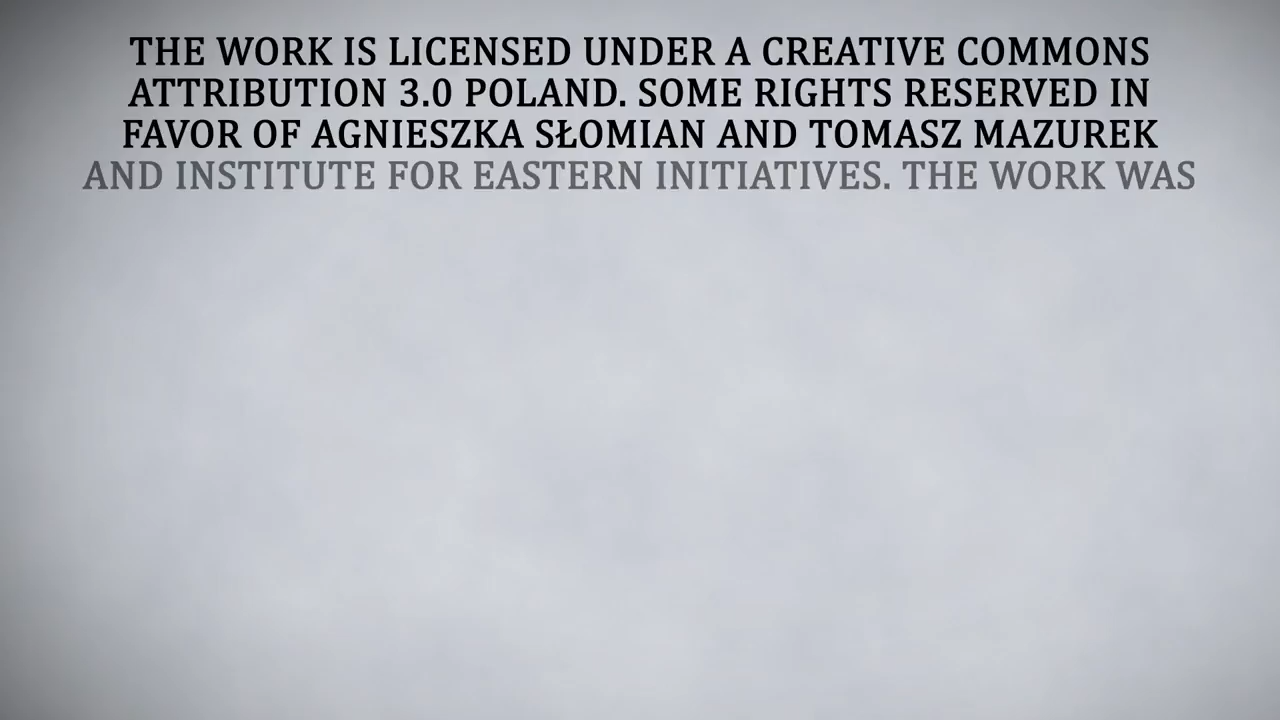 THE WORK IS LICENSED UNDER A CREATIVE COMMONS
ATTRIBUTION 3.0 POLAND. SOME RIGHTS RESERVED IN
FAVOR OF AGNIESZKA SŁOMIAN AND TOMASZ MAZUREK
AND INSTITUTE FOR EASTERN INITIATIVES. THE WORK WAS